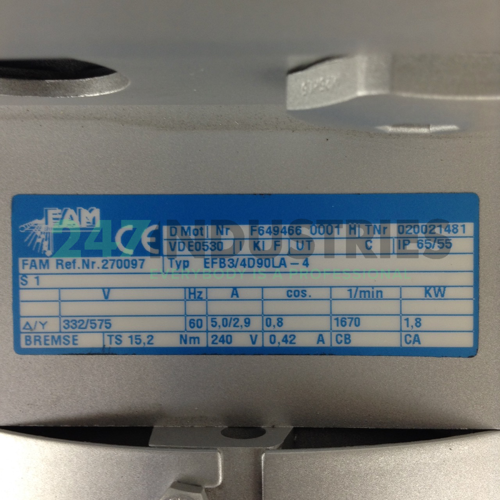 FAM
CE
D Mot Nr F649466 0001 H TNr 020021481
VDE0530 KI F UT C IP 65/55
FAM Ref.Nr.270097 Typ EFB3/4D90LA-4
S 1
V Hz A cos. 1/min KW
△/Y 332/575 60 5,0/2,9 0,8 1670 1,8
BREMSE TS 15,2 Nm 240 V 0,42 A CB CA
247 INDUSTRIES